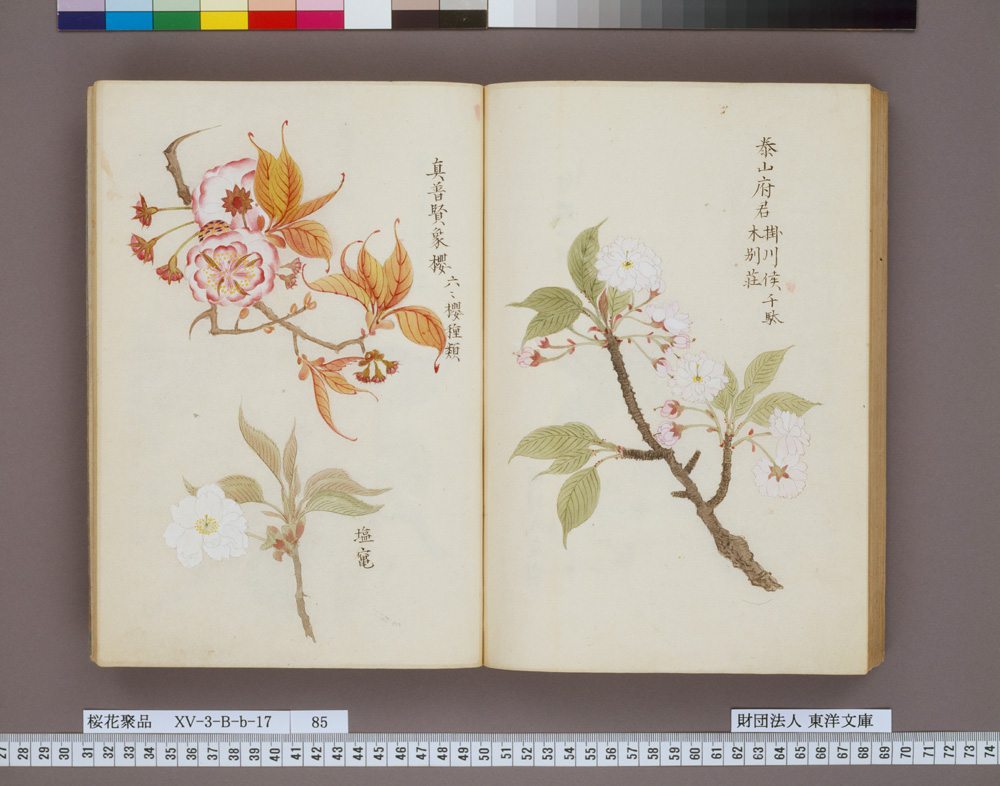 泰山府君
掛川侯千駄
木别莊
真普賢象櫻
六〻櫻種類
塩竈
桜花聚品 XV-3-B-b-17 85
財団法人 東洋文庫
27 28 29 30 31 32 33 34 35 36 37 38 39 40 41 42 43 44 45 46 47 48 49 50 51 52 53 54 55 56 57 58 59 60 61 62 63 64 65 66 67 68 69 70 71 72 73 74